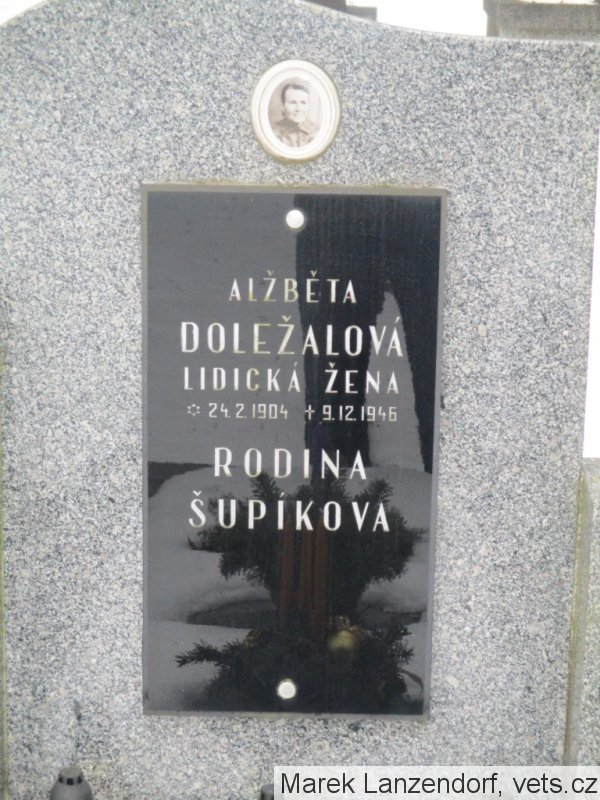 ALŽBĚTA
DOLEŽALOVÁ
LIDICKÁ ŽENA
✡ 24.2.1904 ✝ 9.12.1946
RODINA
ŠUPÍKOVA
Marek Lanzendorf, vets.cz